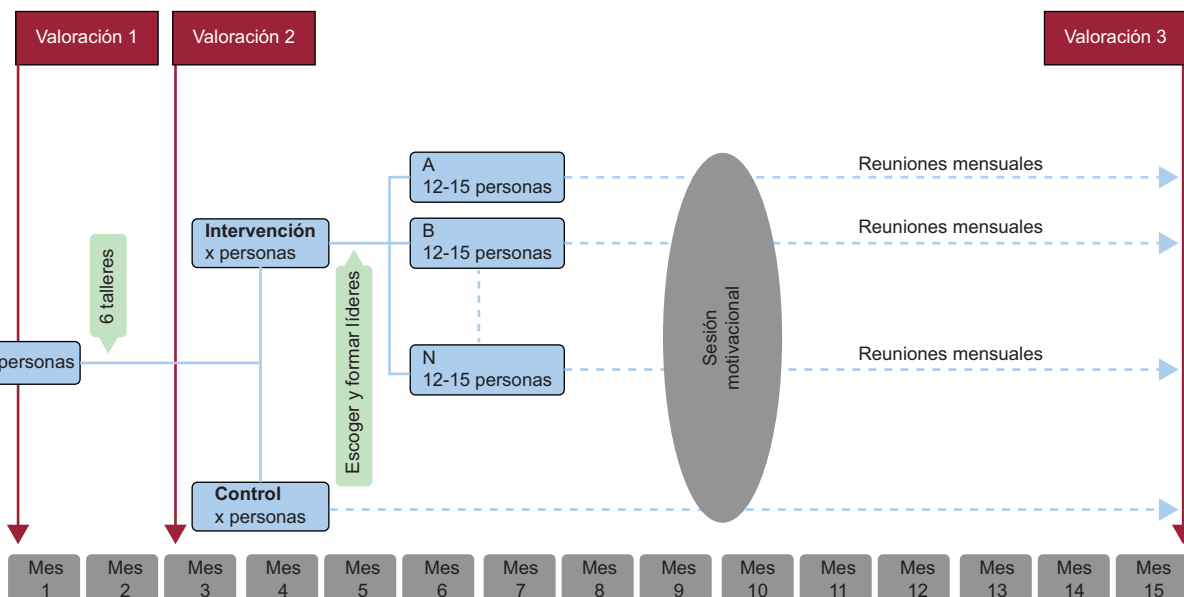 Valoración 1
Valoración 2
Valoración 3
A
12-15 personas
Reuniones mensuales
Intervención
x personas
B
12-15 personas
Reuniones mensuales
6 talleres
Escoger y formar líderes
Sesión
motivacional
personas
N
12-15 personas
Reuniones mensuales
Control
x personas
Mes
1
Mes
2
Mes
3
Mes
4
Mes
5
Mes
6
Mes
7
Mes
8
Mes
9
Mes
10
Mes
11
Mes
12
Mes
13
Mes
14
Mes
15